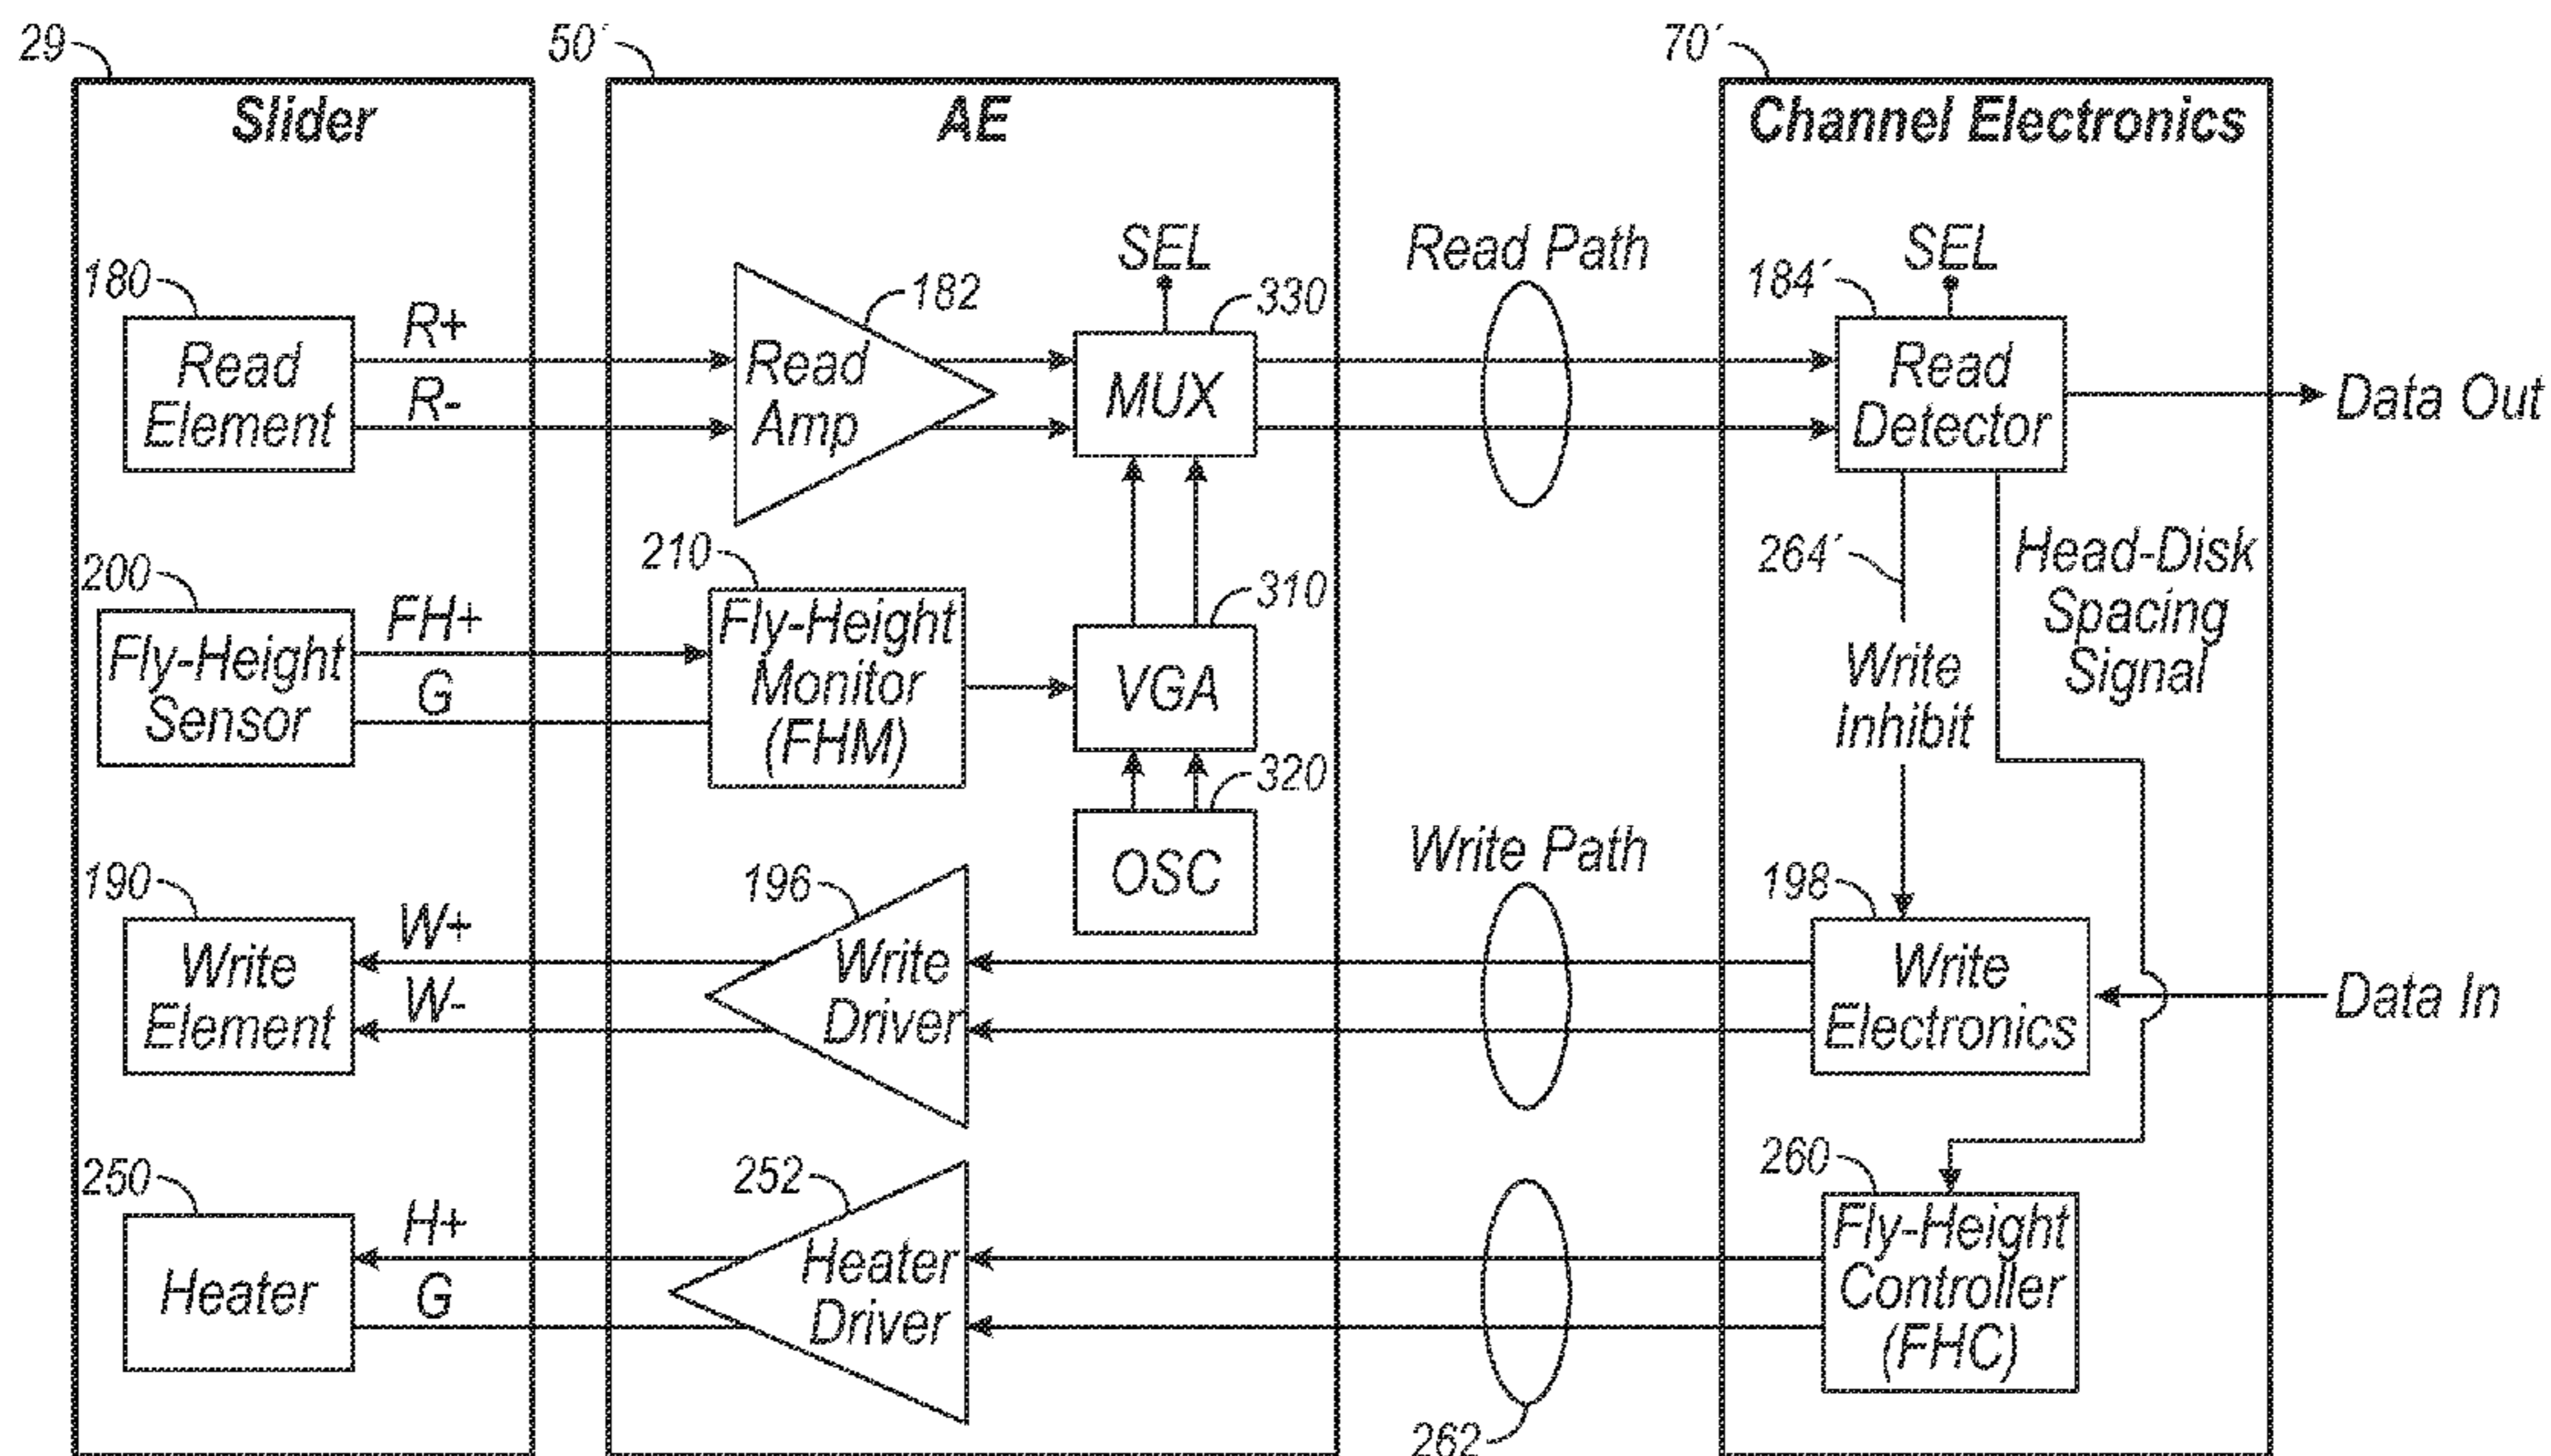 29
50´
70´
Slider
AE
Channel Electronics
180
Read
Element
R+
R-
182
Read
Amp
SEL
330
MUX
Read Path
SEL
184´
Read
Detector
Data Out
200
Fly-Height
Sensor
FH+
G
210
Fly-Height
Monitor
(FHM)
310
VGA
320
OSC
264´
Write
Inhibit
Head-Disk
Spacing
Signal
190
Write
Element
W+
W-
196
Write
Driver
Write Path
198
Write
Electronics
Data In
250
Heater
H+
G
252
Heater
Driver
262
260
Fly-Height
Controller
(FHC)